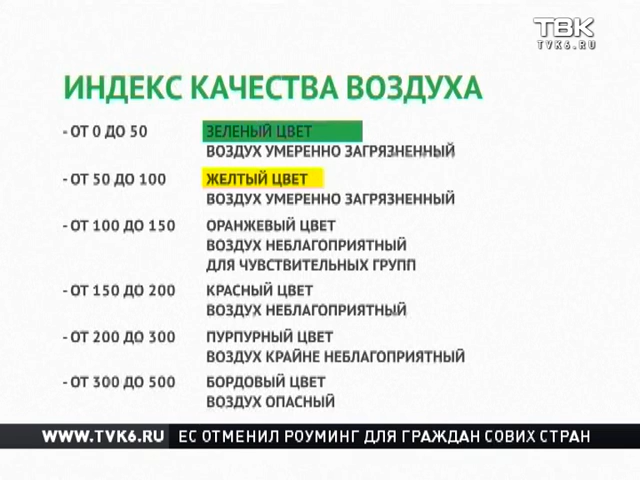 ТВК
TVK6.RU
ИНДЕКС КАЧЕСТВА ВОЗДУХА
- ОТ 0 ДО 50 ЗЕЛЕНЫЙ ЦВЕТ
ВОЗДУХ УМЕРЕННО ЗАГРЯЗНЕННЫЙ
- ОТ 50 ДО 100 ЖЕЛТЫЙ ЦВЕТ
ВОЗДУХ УМЕРЕННО ЗАГРЯЗНЕННЫЙ
- ОТ 100 ДО 150 ОРАНЖЕВЫЙ ЦВЕТ
ВОЗДУХ НЕБЛАГОПРИЯТНЫЙ
ДЛЯ ЧУВСТВИТЕЛЬНЫХ ГРУПП
- ОТ 150 ДО 200 КРАСНЫЙ ЦВЕТ
ВОЗДУХ НЕБЛАГОПРИЯТНЫЙ
- ОТ 200 ДО 300 ПУРПУРНЫЙ ЦВЕТ
ВОЗДУХ КРАЙНЕ НЕБЛАГОПРИЯТНЫЙ
- ОТ 300 ДО 500 БОРДОВЫЙ ЦВЕТ
ВОЗДУХ ОПАСНЫЙ
WWW.TVK6.RU ЕС ОТМЕНИЛ РОУМИНГ ДЛЯ ГРАЖДАН СОВИХ СТРАН